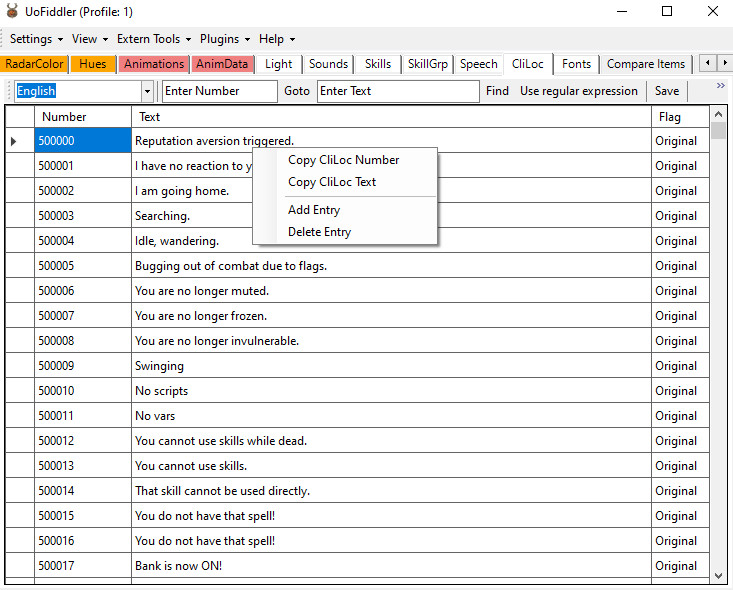 UoFiddler (Profile: 1)
Settings View Extern Tools Plugins Help
RadarColor Hues Animations AnimData Light Sounds Skills SkillGrp Speech CliLoc Fonts Compare Items
English Enter Number Goto Enter Text Find Use regular expression Save
Number Text Flag
500000 Reputation aversion triggered. Original
500001 I have no reaction to y Original
500002 I am going home. Original
500003 Searching. Original
500004 Idle, wandering. Original
Copy CliLoc Number
Copy CliLoc Text
Add Entry
Delete Entry
500005 Bugging out of combat due to flags. Original
500006 You are no longer muted. Original
500007 You are no longer frozen. Original
500008 You are no longer invulnerable. Original
500009 Swinging Original
500010 No scripts Original
500011 No vars Original
500012 You cannot use skills while dead. Original
500013 You cannot use skills. Original
500014 That skill cannot be used directly. Original
500015 You do not have that spell! Original
500016 You do not have that spell! Original
500017 Bank is now ON! Original